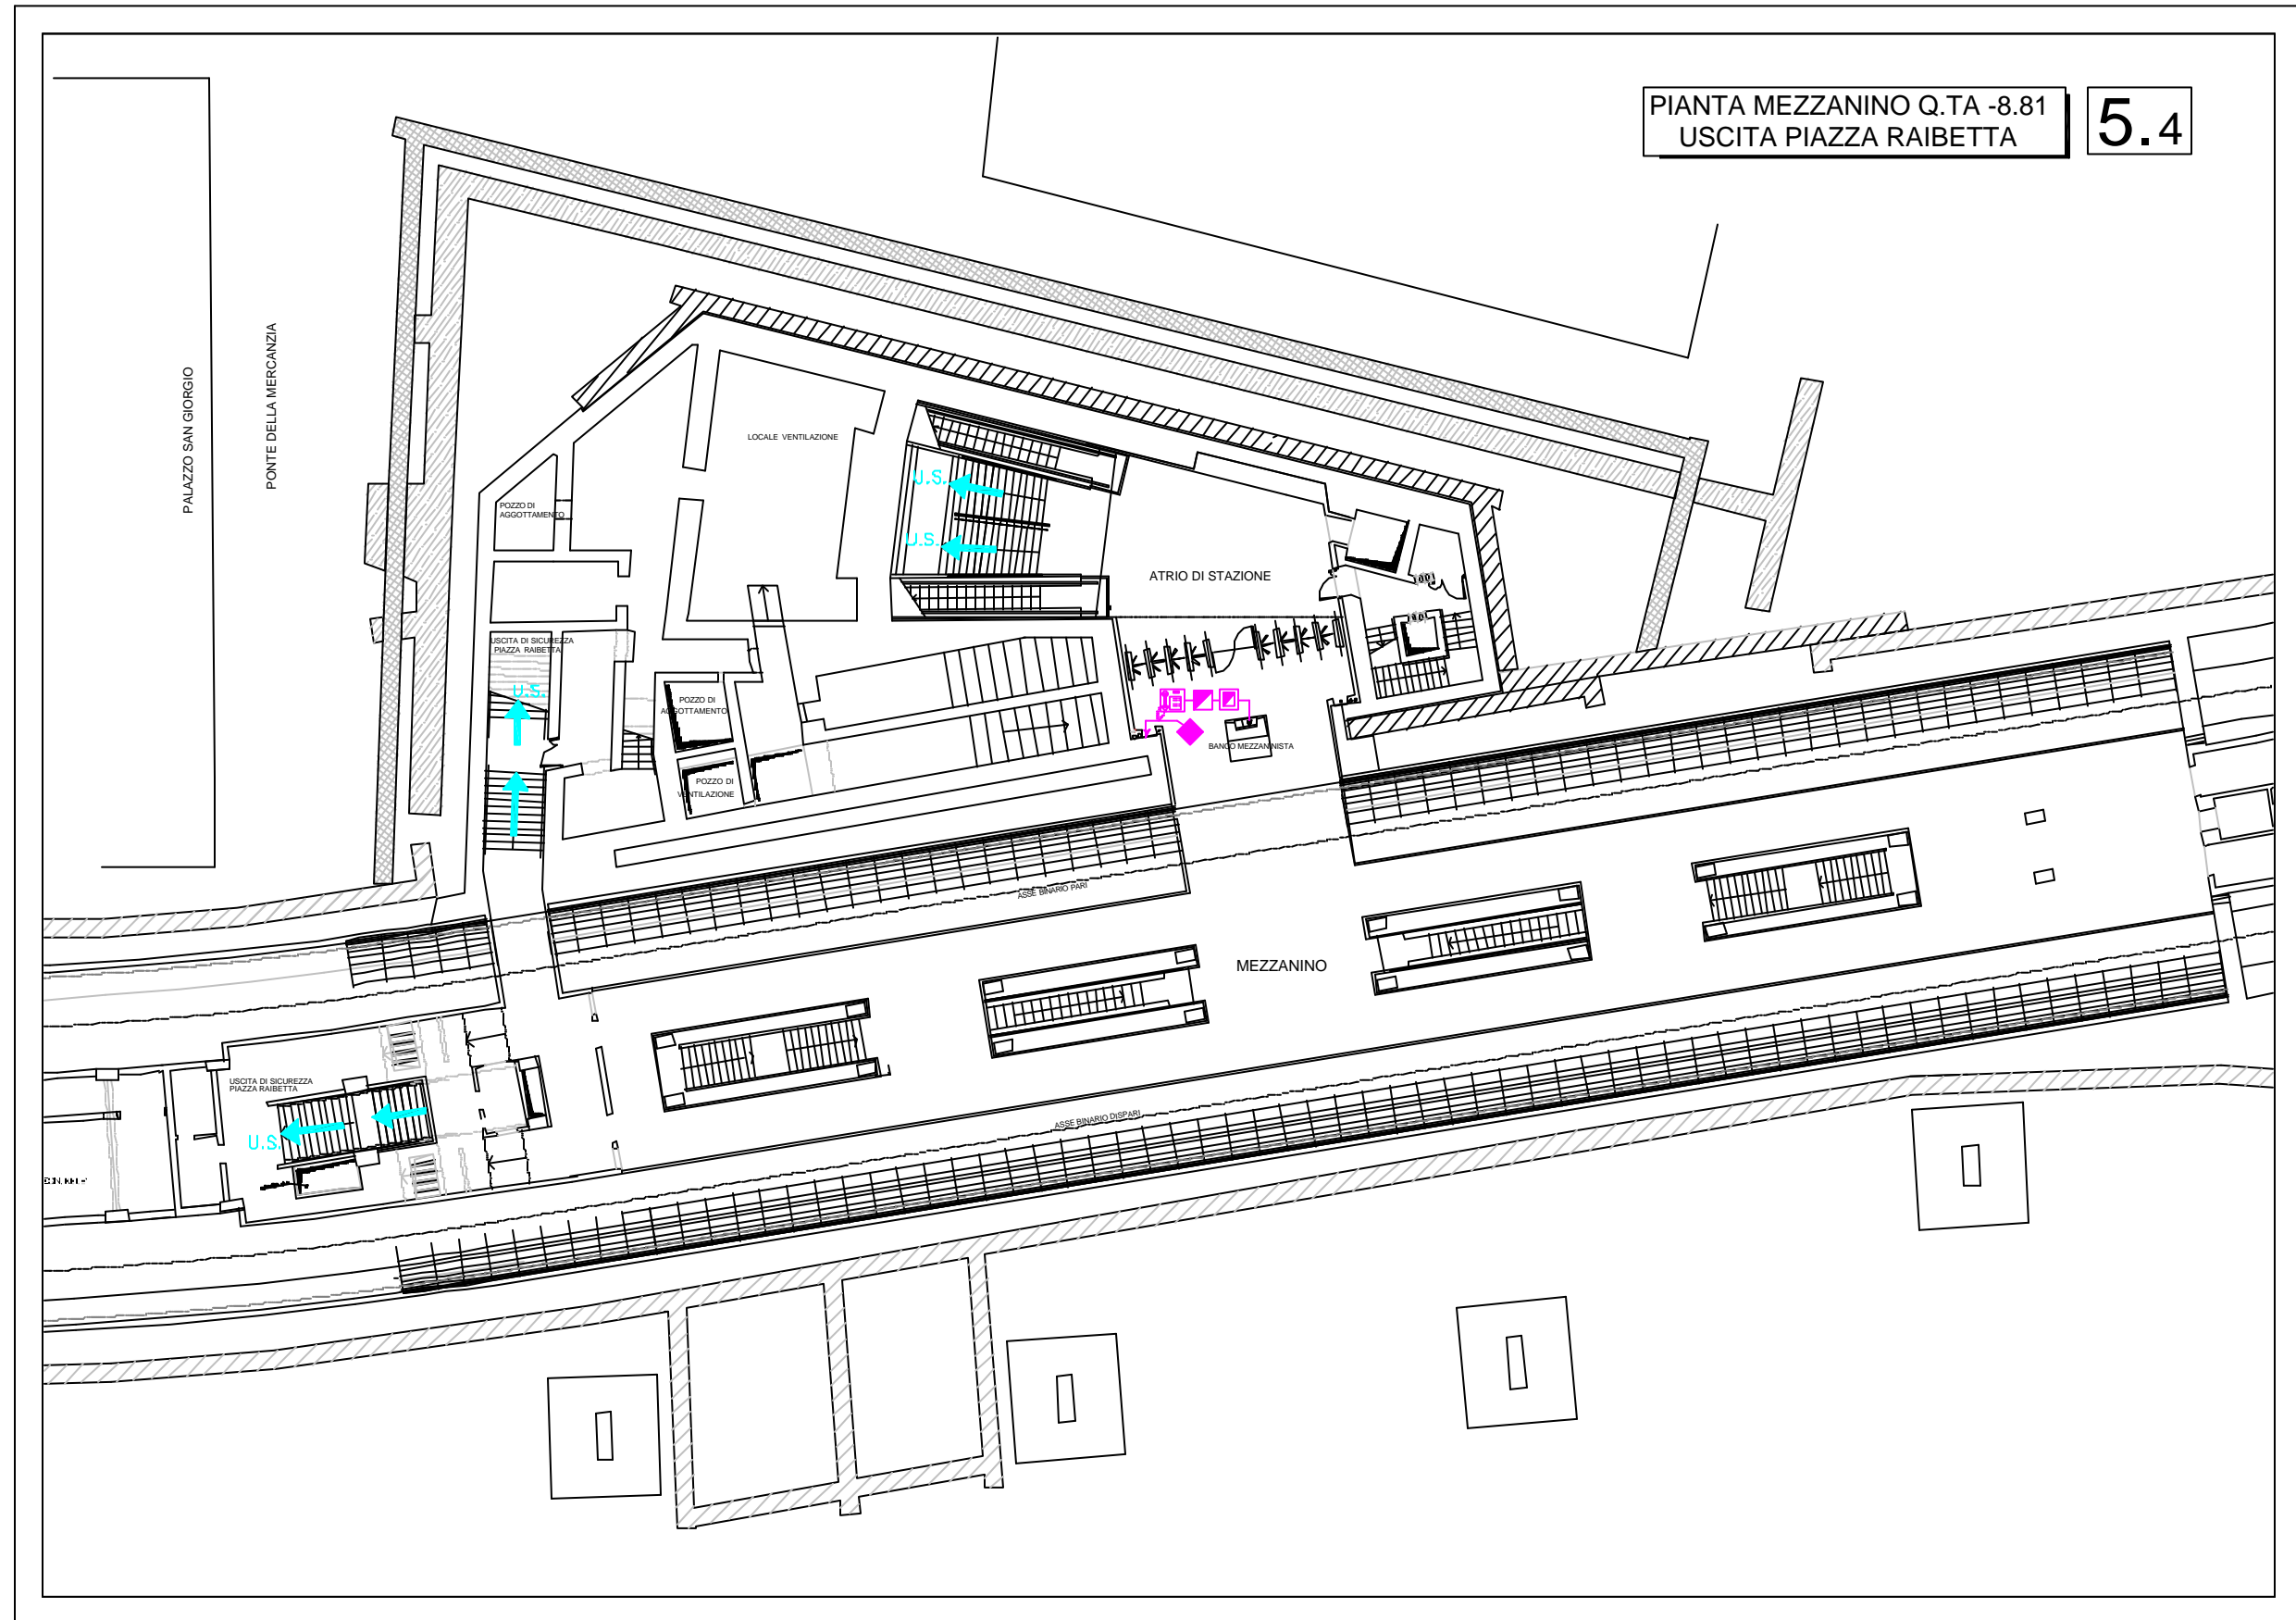 PIANTA MEZZANINO Q.TA -8.81
USCITA PIAZZA RAIBETTA
5.4
PALAZZO SAN GIORGIO
PONTE DELLA MERCANZIA
LOCALE VENTILAZIONE
U.S.
U.S.
POZZO DI
AGGOTTAMENTO
ATRIO DI STAZIONE
USCITA DI SICUREZZA
PIAZZA RAIBETTA
U.S.
POZZO DI
AGGOTTAMENTO
BANCO MEZZANINISTA
POZZO DI
VENTILAZIONE
ASSE BINARIO PARI
MEZZANINO
USCITA DI SICUREZZA
PIAZZA RAIBETTA
U.S.
ASSE BINARIO DISPARI